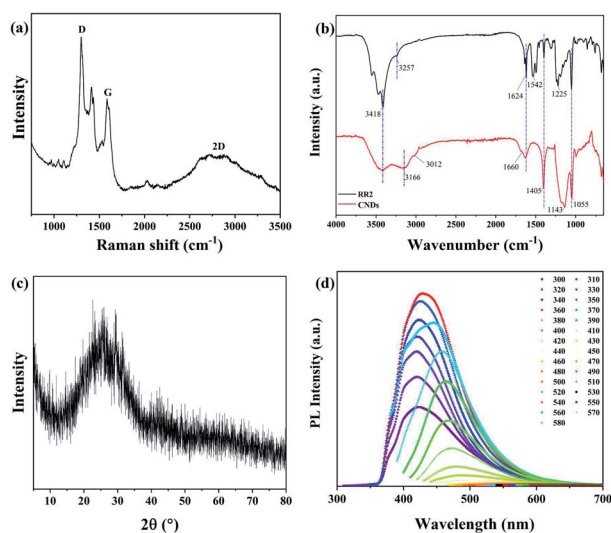 (a)
D
G
2D
Intensity
750 1000 1500 2000 2500 3000 3500
Raman shift (cm-1)
(b)
3257
3418
1624
1542
1225
3012
3166
1660
1405
1143
1055
RR2
CNDs
Intensity (a.u.)
4000 3500 3000 2500 2000 1500 1000
Wavenumber (cm-1)
(c)
Intensity
10 20 30 40 50 60 70 80
2θ (°)
(d)
300 310
320 330
340 350
360 370
380 390
400 410
420 430
440 450
460 470
480 490
500 510
520 530
540 550
560 570
580
PL Intensity (a.u.)
300 400 500 600 700
Wavelength (nm)